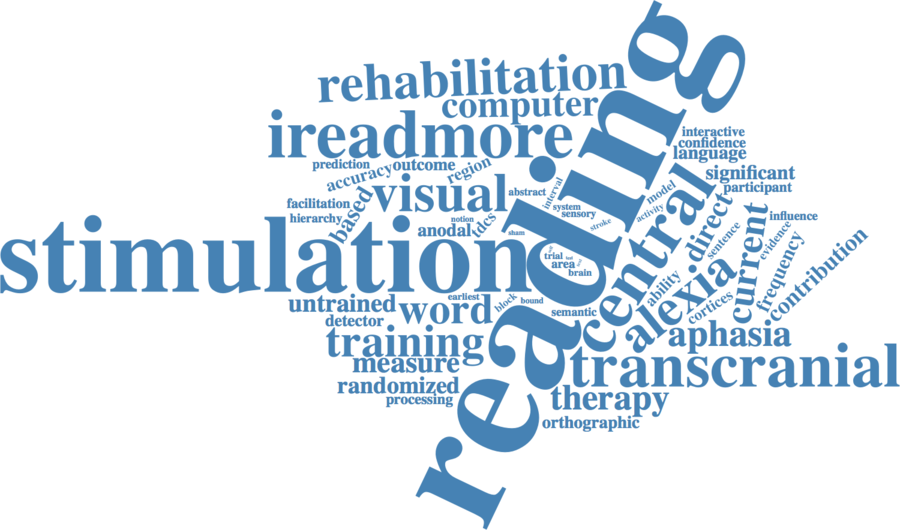 reading
rehabilitation
computer
ireadmore
interactive
confidence
language
prediction
outcome
accuracy
region
significant
participant
visual
abstract
interval
model
facilitation
hierarchy
based
system
sensory
activity
stroke
central
direct
notion
tdcs
anodal
sham
stimulation
current
influence
evidence
sentence
frequency
contribution
trial
area
brain
ability
alexia
cortices
untrained
word
earliest
block
bound
semantic
detector
training
aphasia
measure
transcranial
randomized
processing
therapy
orthographic